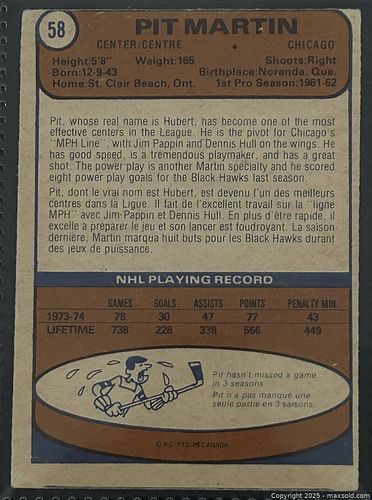 58
PIT MARTIN
CENTER/CENTRE CHICAGO
Height:5'8" Weight:165 Shoots:Right
Born:12-9-43 Birthplace:Noranda, Que.
Home:St. Clair Beach, Ont. 1st Pro Season:1961-62
Pit, whose real name is Hubert, has become one of the most
effective centers in the League. He is the pivot for Chicago's
"MPH Line", with Jim Pappin and Dennis Hull on the wings. He
has good speed, is a tremendous playmaker, and has a great
shot. The power play is another Martin specialty and he scored
eight power play goals for the Black Hawks last season.
Pit, dont le vrai nom est Hubert, est devenu l'un des meilleurs
centres dans la Ligue. Il fait de l'excellent travail sur la "ligne
MPH" avec Jim Pappin et Dennis Hull. En plus d'être rapide, il
excelle à préparer le jeu et son lancer est foudroyant. La saison
dernière, Martin marqua huit buts pour les Black Hawks durant
des jeux de puissance.
NHL PLAYING RECORD
GAMES GOALS ASSISTS POINTS PENALTY MIN.
1973-74 78 30 47 77 43
LIFETIME 738 228 338 566 449
Pit hasn't missed a game
in 3 seasons
Pit n'a pas manqué une
seule partie en 3 saisons.
O.P.C. PTD. IN CANADA
Copyright 2025 - maxsold.com